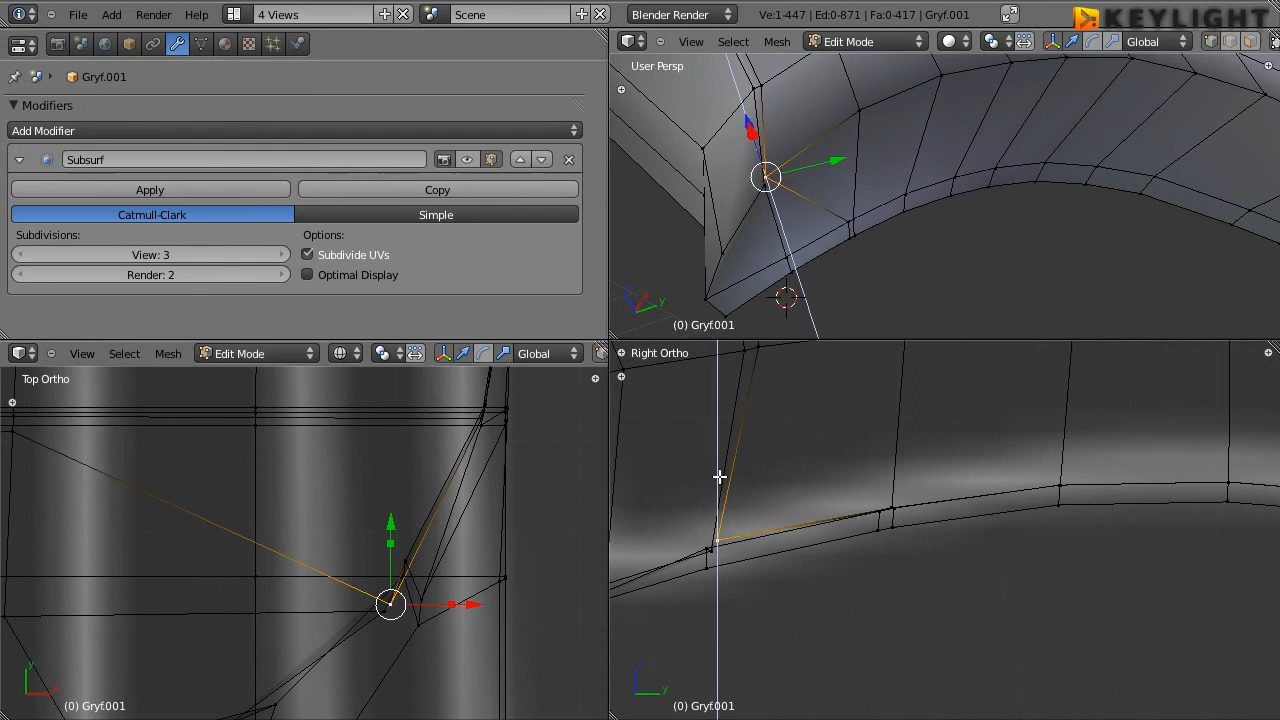 File Add Render Help 4 Views Scene Blender Render Ve:1-447 | Ed:0-871 | Fa:0-417 | Gryf.001 KEYLIGHT
View Select Mesh Edit Mode Global
Gryf.001
User Persp
Modifiers
Add Modifier
Subsurf
Apply Copy
Catmull-Clark Simple
Subdivisions: Options:
View: 3 Subdivide UVs
Render: 2 Optimal Display
z x y
(0) Gryf.001
View Select Mesh Edit Mode Global
Right Ortho
Top Ortho
y x
(0) Gryf.001
z y
(0) Gryf.001